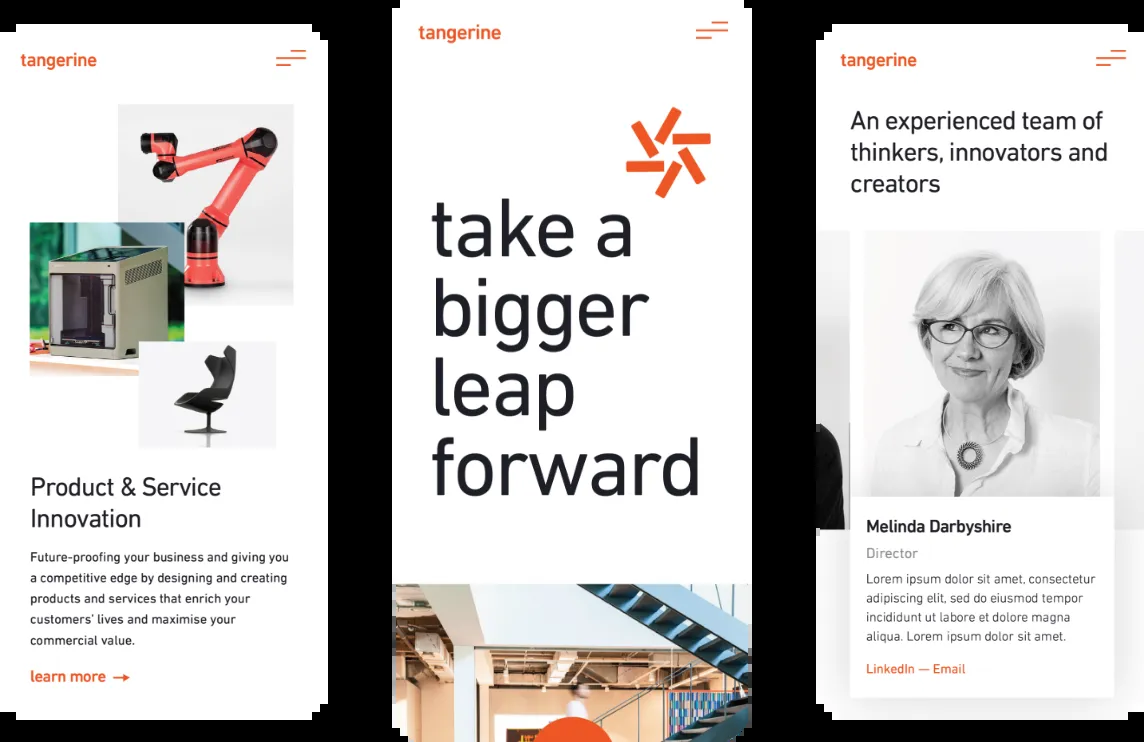 tangerine
Product & Service
Innovation
Future-proofing your business and giving you
a competitive edge by designing and creating
products and services that enrich your
customers' lives and maximise your
commercial value.
learn more →
tangerine
take a
bigger
leap
forward
tangerine
An experienced team of
thinkers, innovators and
creators
Melinda Darbyshire
Director
Lorem ipsum dolor sit amet, consectetur
adipiscing elit, sed do eiusmod tempor
incididunt ut labore et dolore magna
aliqua. Lorem ipsum dolor sit amet.
LinkedIn — Email